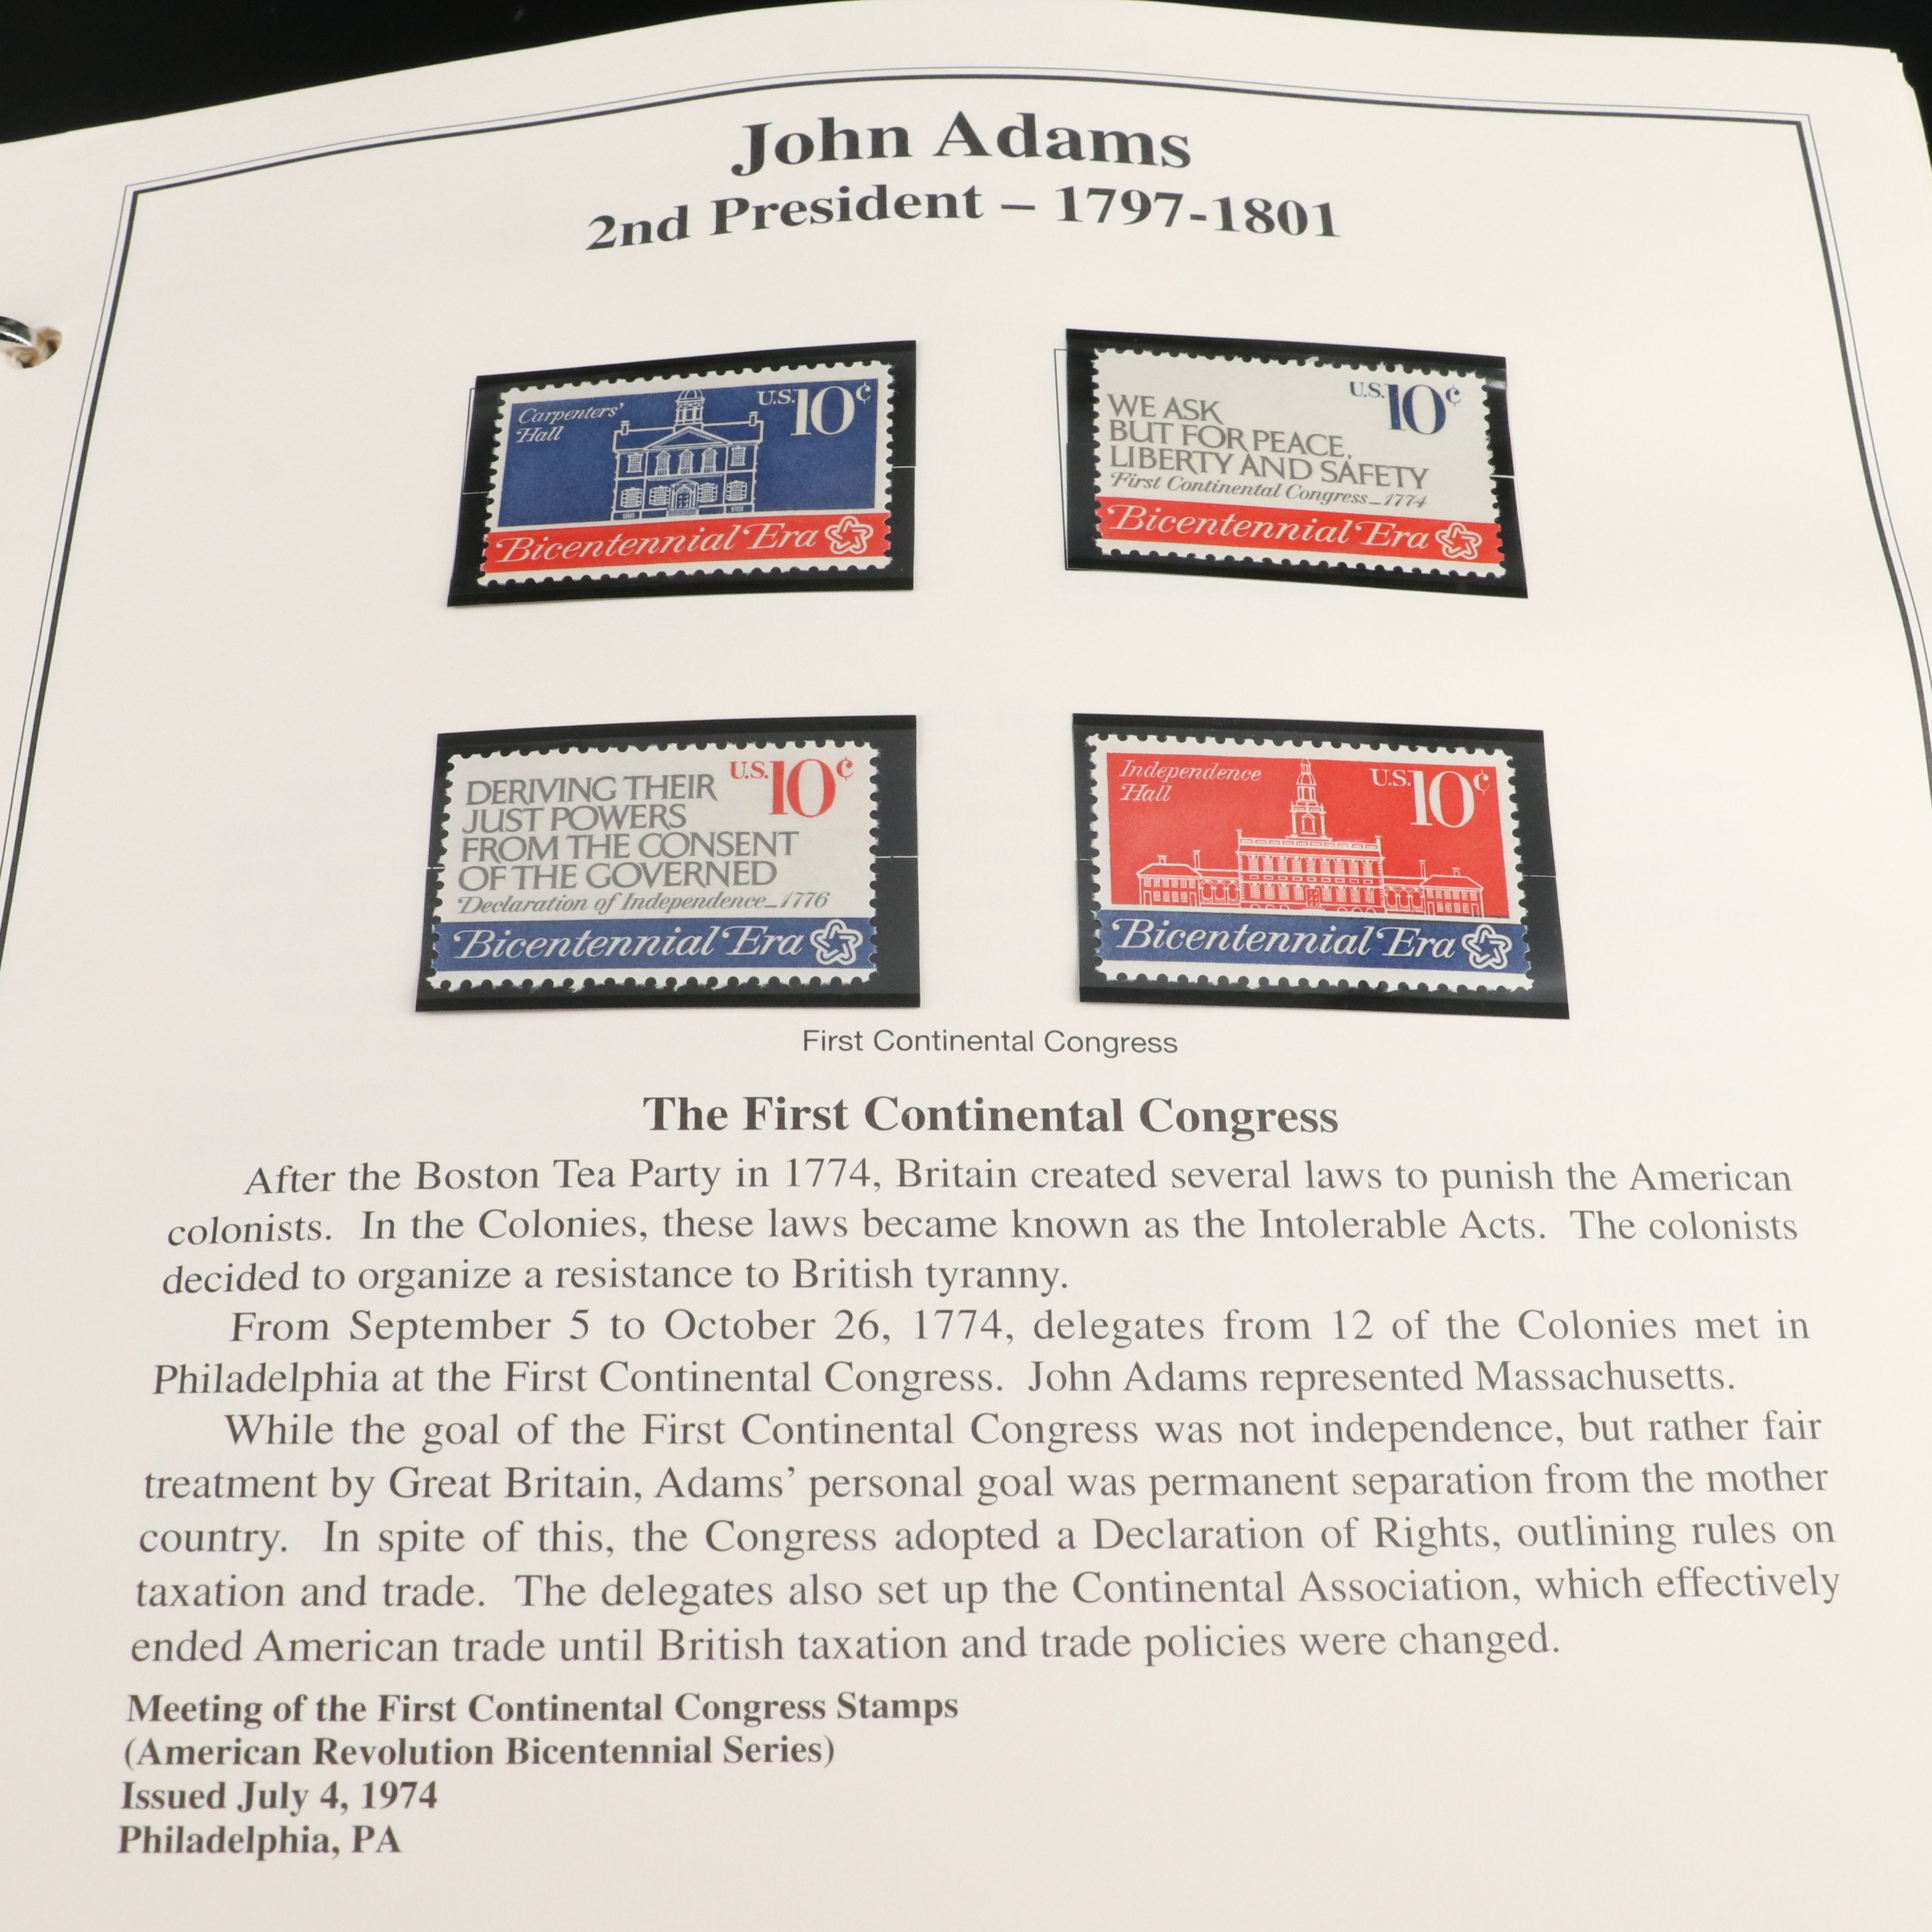 John Adams
2nd President – 1797-1801
Carpenters'
Hall
U.S. 10¢
Bicentennial Era
U.S. 10¢
WE ASK
BUT FOR PEACE,
LIBERTY AND SAFETY
First Continental Congress_1774
Bicentennial Era
U.S. 10¢
DERIVING THEIR
JUST POWERS
FROM THE CONSENT
OF THE GOVERNED
Declaration of Independence_1776
Bicentennial Era
Independence
Hall
U.S. 10¢
Bicentennial Era
First Continental Congress
The First Continental Congress
After the Boston Tea Party in 1774, Britain created several laws to punish the American
colonists. In the Colonies, these laws became known as the Intolerable Acts. The colonists
decided to organize a resistance to British tyranny.
From September 5 to October 26, 1774, delegates from 12 of the Colonies met in
Philadelphia at the First Continental Congress. John Adams represented Massachusetts.
While the goal of the First Continental Congress was not independence, but rather fair
treatment by Great Britain, Adams' personal goal was permanent separation from the mother
country. In spite of this, the Congress adopted a Declaration of Rights, outlining rules on
taxation and trade. The delegates also set up the Continental Association, which effectively
ended American trade until British taxation and trade policies were changed.
Meeting of the First Continental Congress Stamps
(American Revolution Bicentennial Series)
Issued July 4, 1974
Philadelphia, PA